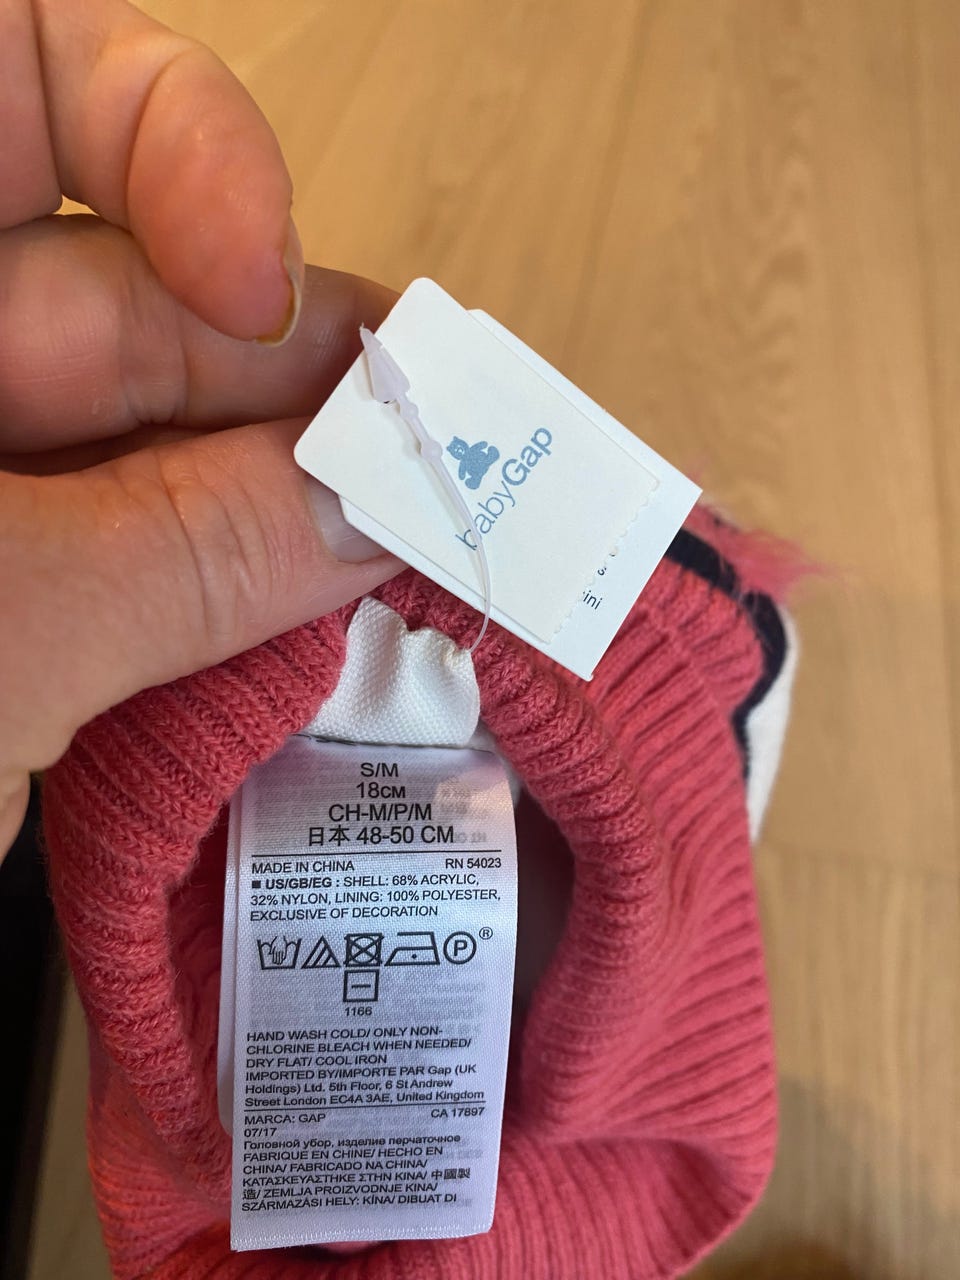 babyGap
S/M
18см
CH-M/P/M
日本 48-50 CM
MADE IN CHINA RN 54023
■ US/GB/EG : SHELL: 68% ACRYLIC,
32% NYLON, LINING: 100% POLYESTER,
EXCLUSIVE OF DECORATION
P ®
1166
HAND WASH COLD/ ONLY NON-
CHLORINE BLEACH WHEN NEEDED/
DRY FLAT/ COOL IRON
IMPORTED BY/IMPORTE PAR Gap (UK
Holdings) Ltd. 5th Floor, 6 St Andrew
Street London EC4A 3AE, United Kingdom
MARCA: GAP CA 17897
07/17
Головной убор, изделие перчаточное
FABRIQUE EN CHINE/ HECHO EN
CHINA/ FABRICADO NA CHINA/
ΚΑΤΑΣΚΕΥΑΣΤΗΚΕ ΣΤΗΝ ΚΙΝΑ/ 中國製
造/ ZEMLJA PROIZVODNJE KINA/
SZÁRMAZÁSI HELY: KÍNA/ DIBUAT DI